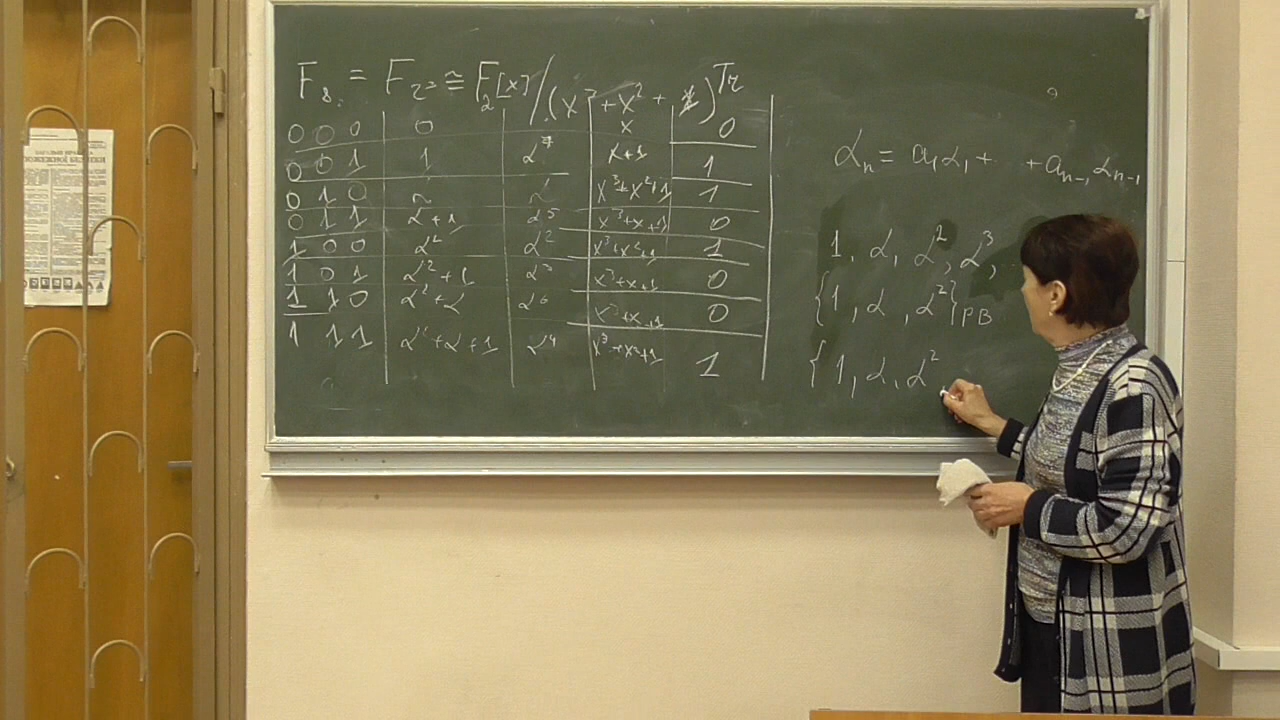 F₈ = F₂³ ≅ F₂[x]/(x³+x²+1) Tr
0 0 0 | 0 | | x | 0
0 0 1 | 1 | α⁷ | x+1 | 1
0 1 0 | α | α¹ | x³+x²+1 | 1
0 1 1 | α+1 | α⁵ | x³+x+1 | 0
1 0 0 | α² | α² | x³+x²+1 | 1
1 0 1 | α²+1 | α³ | x³+x+1 | 0
1 1 0 | α²+α | α⁶ | x³+x+1 | 0
1 1 1 | α²+α+1 | α⁴ | x³+x²+1 | 1
αₙ = a₁α₁+ … +aₙ₋₁αₙ₋₁
1, α, α², α³,
{1, α, α²}PB
{1, α, α²